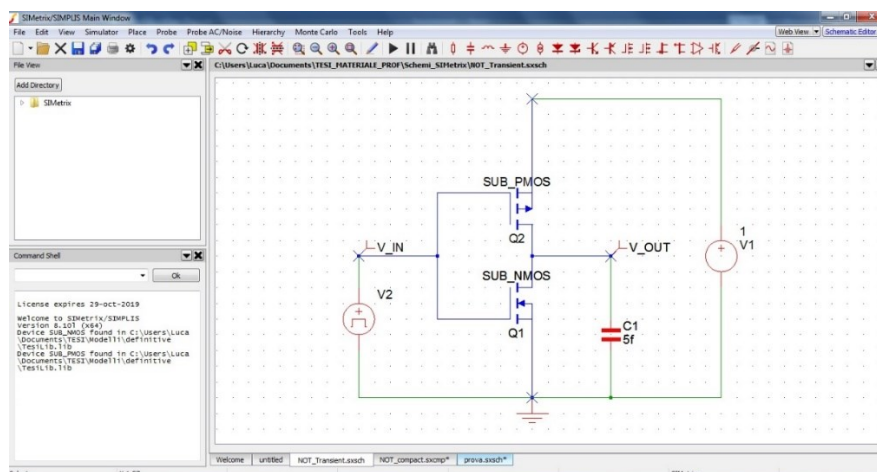 SIMetrix/SIMPLIS Main Window
File Edit View Simulator Place Probe Probe AC/Noise Hierarchy Monte Carlo Tools Help
Web View Schematic Editor
File View
C:\Users\Luca\Documents\TESI_MATERIALE_PROF\Schemi_SIMetrix\NOT_Transient.sxsch
Add Directory
SIMetrix
SUB_PMOS
Q2
V_IN
V_OUT
1
V1
SUB_NMOS
Q1
V2
C1
5f
Command Shell
Ok
License expires 29-oct-2019
Welcome to SIMetrix/SIMPLIS
Version 8.10l (x64)
Device SUB_NMOS found in C:\Users\Luca
\Documents\TESI\Modelli\definitive
\TesiLib.lib
Device SUB_PMOS found in C:\Users\Luca
\Documents\TESI\Modelli\definitive
\TesiLib.lib
Welcome untitled NOT_Transient.sxsch NOT_compact.sxcmp* prova.sxsch*